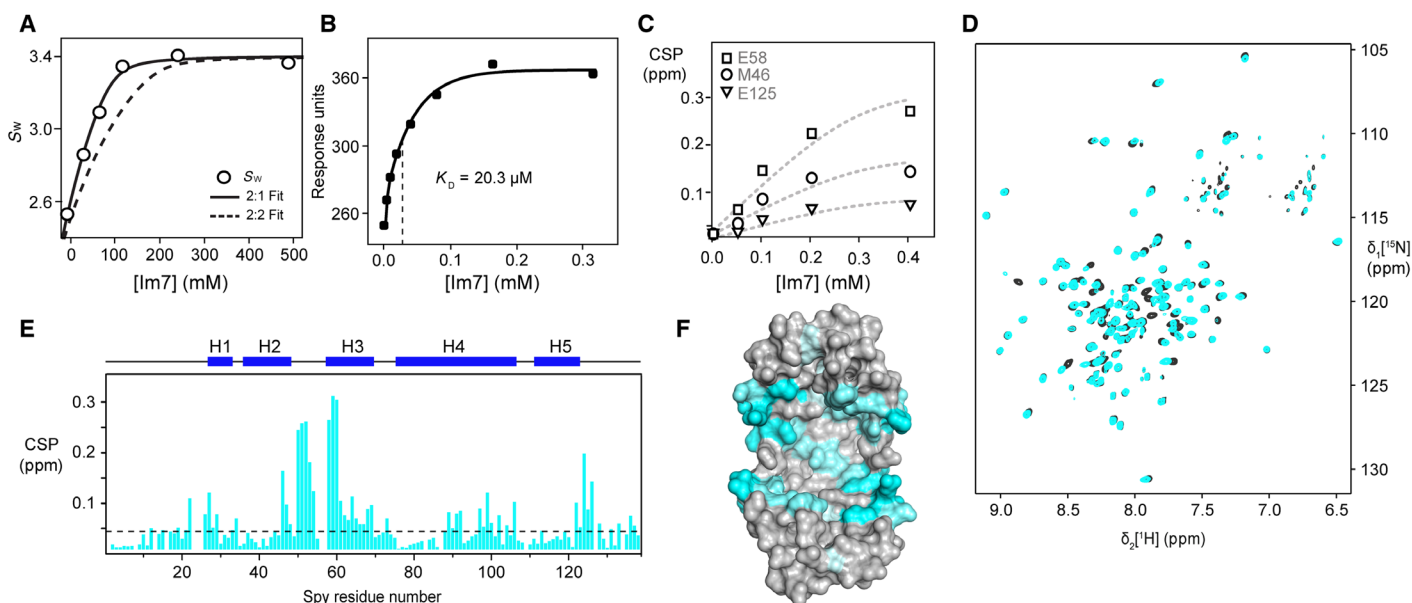 A
3.4
3.0
2.6
Sw
Sw
2:1 Fit
2:2 Fit
0 100 200 300 400 500
[Im7] (mM)
B
360
300
260
Response units
KD = 20.3 µM
0.0 0.1 0.2 0.3
[Im7] (mM)
C
CSP
(ppm)
E58
M46
E125
0.3
0.1
0.0 0.1 0.2 0.3 0.4
[Im7] (mM)
D
105
110
115
δ1[15N]
(ppm)
120
125
130
9.0 8.5 8.0 7.5 7.0 6.5
δ2[1H] (ppm)
E
H1 H2 H3 H4 H5
0.3
CSP
(ppm)
0.1
20 40 60 80 100 120
Spy residue number
F